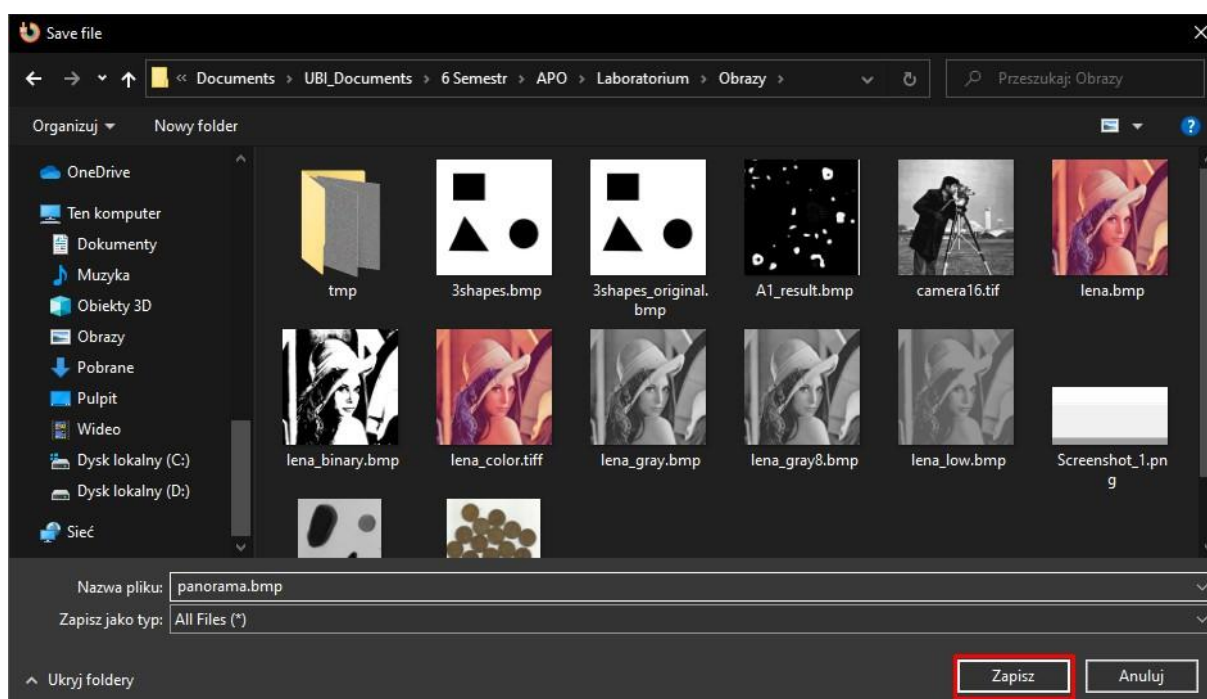 Save file
« Documents › UBI_Documents › 6 Semestr › APO › Laboratorium › Obrazy ›
Przeszukaj: Obrazy
Organizuj
Nowy folder
OneDrive
Ten komputer
Dokumenty
Muzyka
Obiekty 3D
Obrazy
Pobrane
Pulpit
Wideo
Dysk lokalny (C:)
Dysk lokalny (D:)
Sieć
tmp
3shapes.bmp
3shapes_original.
bmp
A1_result.bmp
camera16.tif
lena.bmp
lena_binary.bmp
lena_color.tiff
lena_gray.bmp
lena_gray8.bmp
lena_low.bmp
Screenshot_1.pn
g
Nazwa pliku: panorama.bmp
Zapisz jako typ: All Files (*)
Ukryj foldery
Zapisz
Anuluj